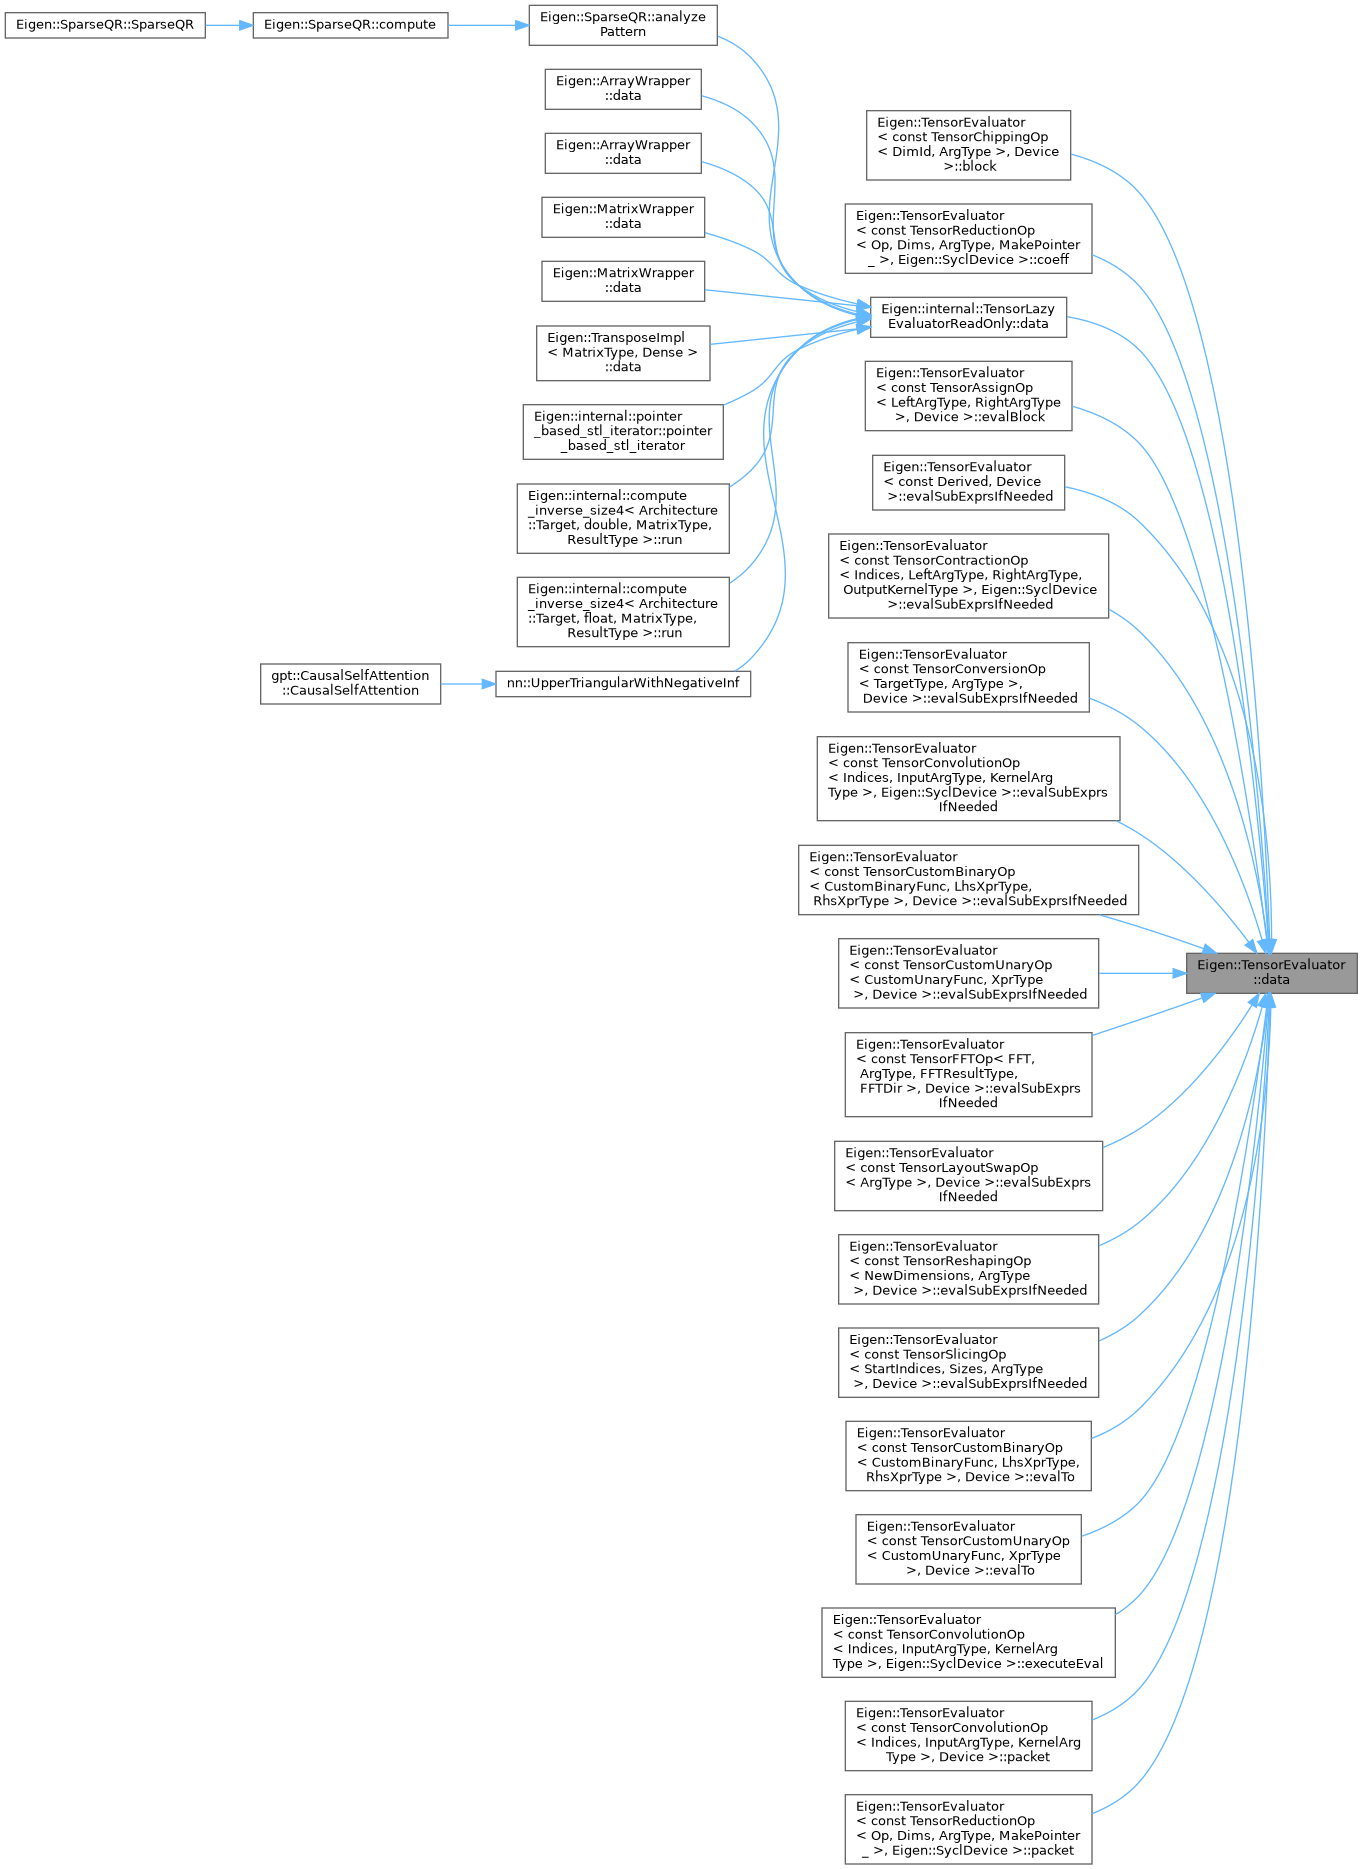 Eigen::SparseQR::SparseQR
Eigen::SparseQR::compute
Eigen::SparseQR::analyze
Pattern
Eigen::ArrayWrapper
::data
Eigen::ArrayWrapper
::data
Eigen::MatrixWrapper
::data
Eigen::MatrixWrapper
::data
Eigen::TransposeImpl
< MatrixType, Dense >
::data
Eigen::internal::pointer
_based_stl_iterator::pointer
_based_stl_iterator
Eigen::internal::compute
_inverse_size4< Architecture
::Target, double, MatrixType,
ResultType >::run
Eigen::internal::compute
_inverse_size4< Architecture
::Target, float, MatrixType,
ResultType >::run
gpt::CausalSelfAttention
::CausalSelfAttention
nn::UpperTriangularWithNegativeInf
Eigen::TensorEvaluator
< const TensorChippingOp
< DimId, ArgType >, Device
>::block
Eigen::TensorEvaluator
< const TensorReductionOp
< Op, Dims, ArgType, MakePointer
_ >, Eigen::SyclDevice >::coeff
Eigen::internal::TensorLazy
EvaluatorReadOnly::data
Eigen::TensorEvaluator
< const TensorAssignOp
< LeftArgType, RightArgType
>, Device >::evalBlock
Eigen::TensorEvaluator
< const Derived, Device
>::evalSubExprsIfNeeded
Eigen::TensorEvaluator
< const TensorContractionOp
< Indices, LeftArgType, RightArgType,
OutputKernelType >, Eigen::SyclDevice
>::evalSubExprsIfNeeded
Eigen::TensorEvaluator
< const TensorConversionOp
< TargetType, ArgType >,
Device >::evalSubExprsIfNeeded
Eigen::TensorEvaluator
< const TensorConvolutionOp
< Indices, InputArgType, KernelArg
Type >, Eigen::SyclDevice >::evalSubExprs
IfNeeded
Eigen::TensorEvaluator
< const TensorCustomBinaryOp
< CustomBinaryFunc, LhsXprType,
RhsXprType >, Device >::evalSubExprsIfNeeded
Eigen::TensorEvaluator
< const TensorCustomUnaryOp
< CustomUnaryFunc, XprType
>, Device >::evalSubExprsIfNeeded
Eigen::TensorEvaluator
::data
Eigen::TensorEvaluator
< const TensorFFTOp< FFT,
ArgType, FFTResultType,
FFTDir >, Device >::evalSubExprs
IfNeeded
Eigen::TensorEvaluator
< const TensorLayoutSwapOp
< ArgType >, Device >::evalSubExprs
IfNeeded
Eigen::TensorEvaluator
< const TensorReshapingOp
< NewDimensions, ArgType
>, Device >::evalSubExprsIfNeeded
Eigen::TensorEvaluator
< const TensorSlicingOp
< StartIndices, Sizes, ArgType
>, Device >::evalSubExprsIfNeeded
Eigen::TensorEvaluator
< const TensorCustomBinaryOp
< CustomBinaryFunc, LhsXprType,
RhsXprType >, Device >::evalTo
Eigen::TensorEvaluator
< const TensorCustomUnaryOp
< CustomUnaryFunc, XprType
>, Device >::evalTo
Eigen::TensorEvaluator
< const TensorConvolutionOp
< Indices, InputArgType, KernelArg
Type >, Eigen::SyclDevice >::executeEval
Eigen::TensorEvaluator
< const TensorConvolutionOp
< Indices, InputArgType, KernelArg
Type >, Device >::packet
Eigen::TensorEvaluator
< const TensorReductionOp
< Op, Dims, ArgType, MakePointer
_ >, Eigen::SyclDevice >::packet